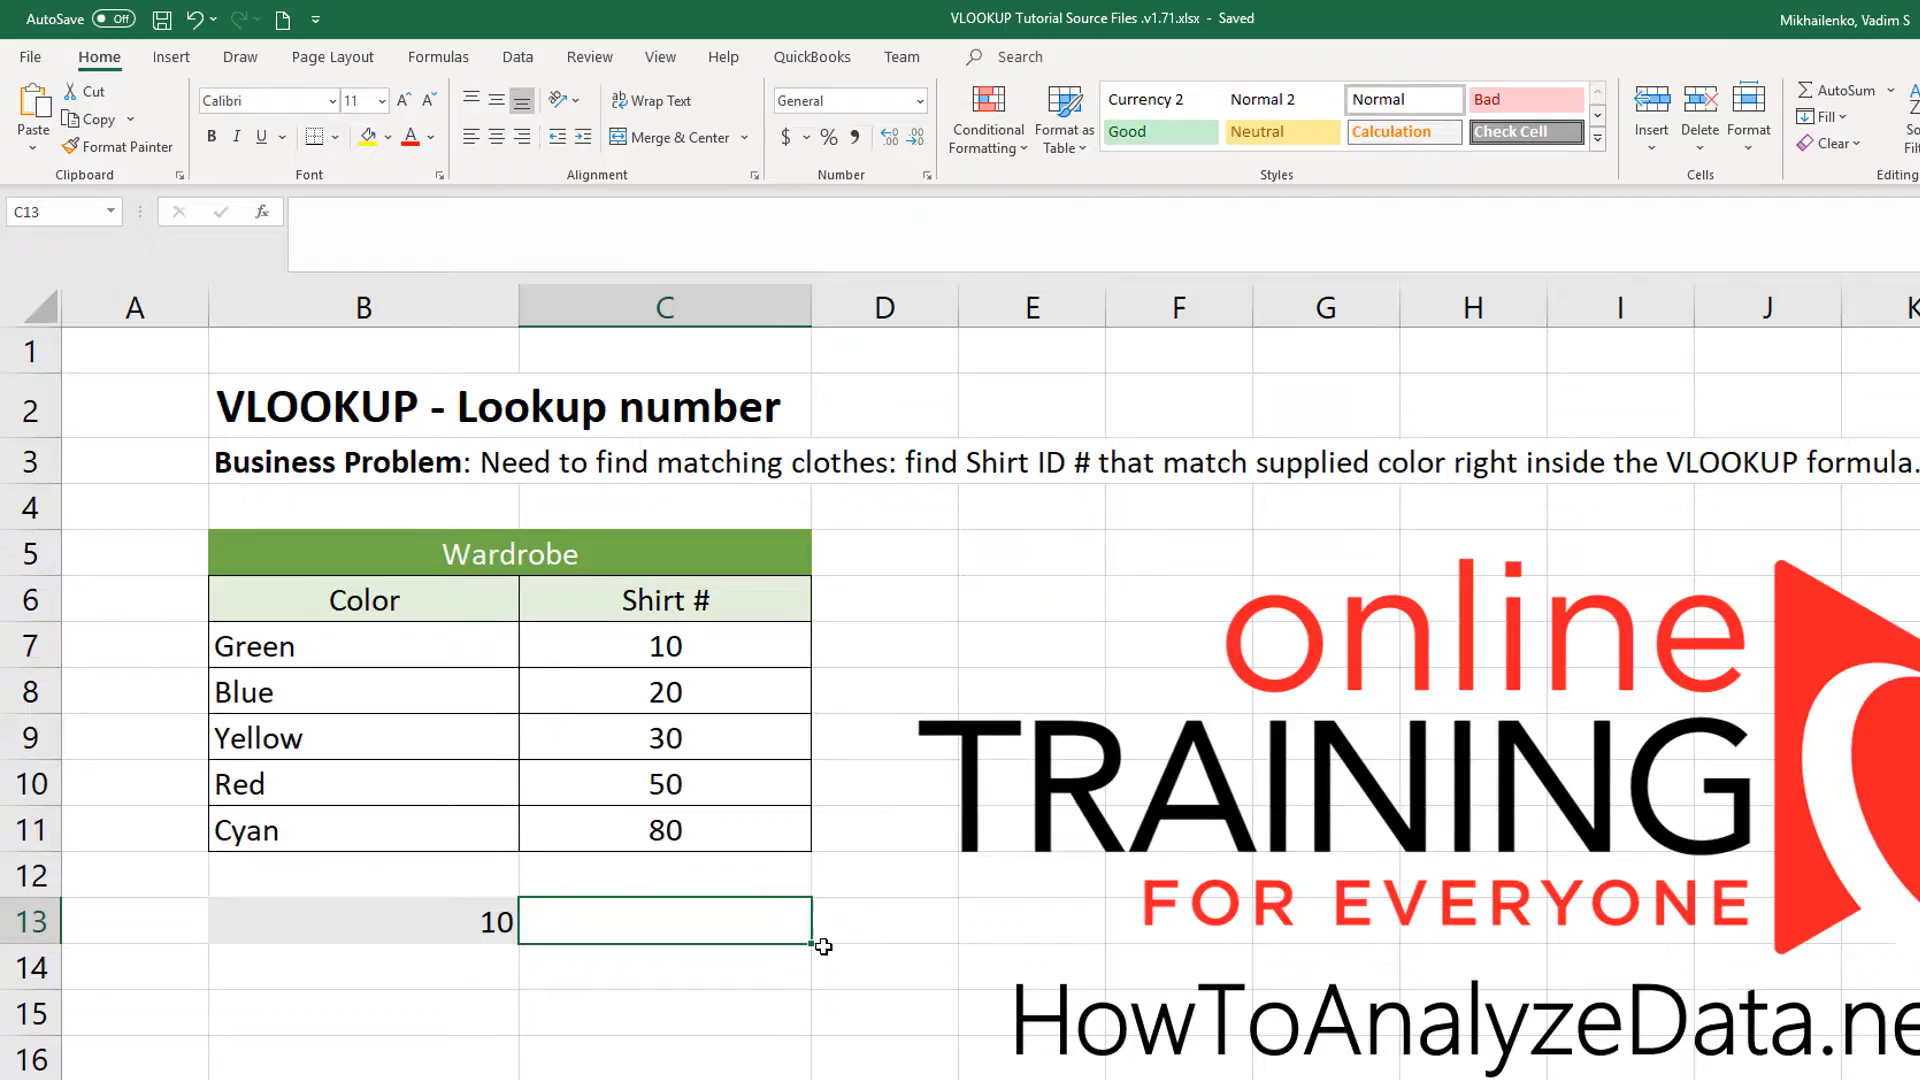 AutoSave Off
VLOOKUP Tutorial Source Files .v1.71.xlsx - Saved
Mikhailenko, Vadim S
File Home Insert Draw Page Layout Formulas Data Review View Help QuickBooks Team Search
Paste
Cut
Copy
Format Painter
Clipboard
Calibri 11
B I U
Font
Wrap Text
Merge & Center
Alignment
General
$ %
Number
Conditional Formatting
Format as Table
Currency 2 Normal 2 Normal Bad
Good Neutral Calculation Check Cell
Styles
Insert Delete Format
Cells
AutoSum
Fill
Clear
Editing
C13
fx
A B C D E F G H I J
1
2 VLOOKUP - Lookup number
3 Business Problem: Need to find matching clothes: find Shirt ID # that match supplied color right inside the VLOOKUP formula.
4
5 Wardrobe
6 Color Shirt #
7 Green 10
8 Blue 20
9 Yellow 30
10 Red 50
11 Cyan 80
12
13 10
14
15
16
online
TRAINING
FOR EVERYONE
HowToAnalyzeData.ne